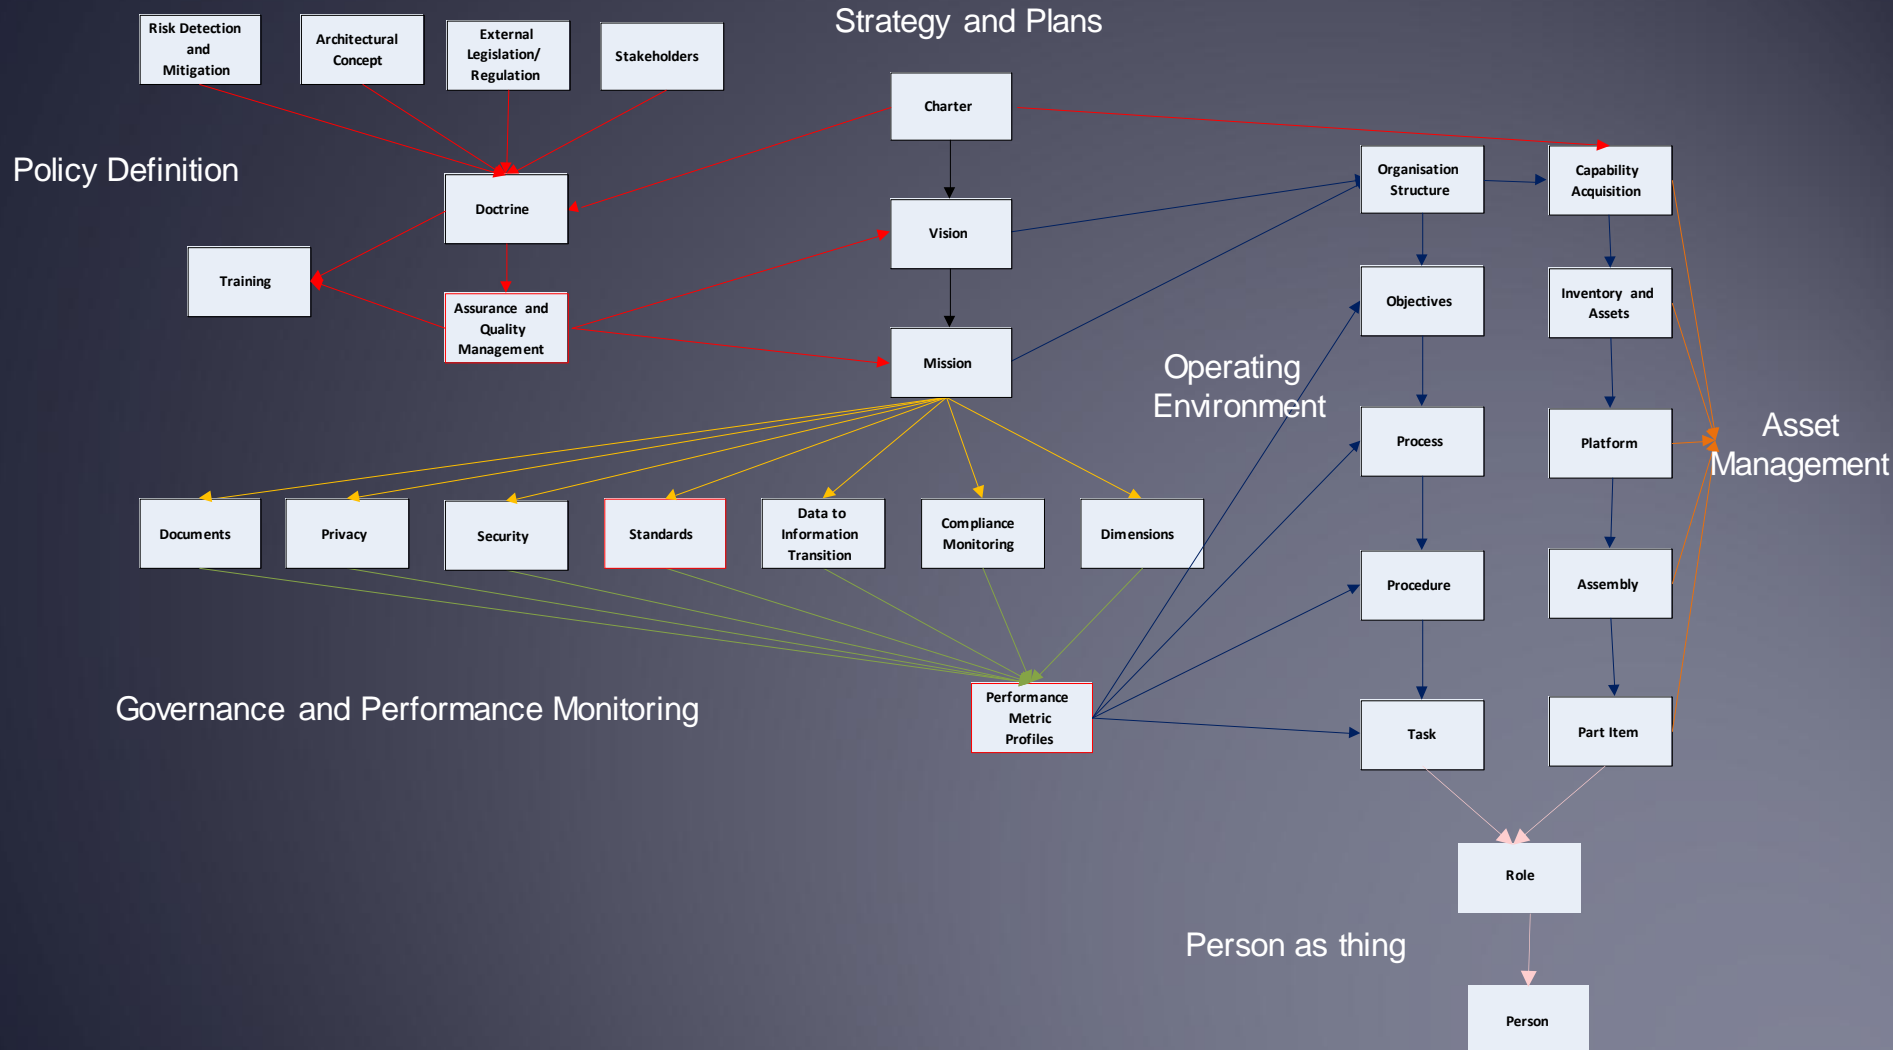 Strategy and Plans
Risk Detection
and
Mitigation
Architectural
Concept
External
Legislation/
Regulation
Stakeholders
Charter
Policy Definition
Organisation
Structure
Capability
Acquisition
Doctrine
Vision
Training
Assurance and
Quality
Management
Objectives
Inventory and
Assets
Mission
Operating
Environment
Process
Platform
Asset
Management
Documents
Privacy
Security
Standards
Data to
Information
Transition
Compliance
Monitoring
Dimensions
Procedure
Assembly
Governance and Performance Monitoring
Performance
Metric
Profiles
Task
Part Item
Role
Person as thing
Person